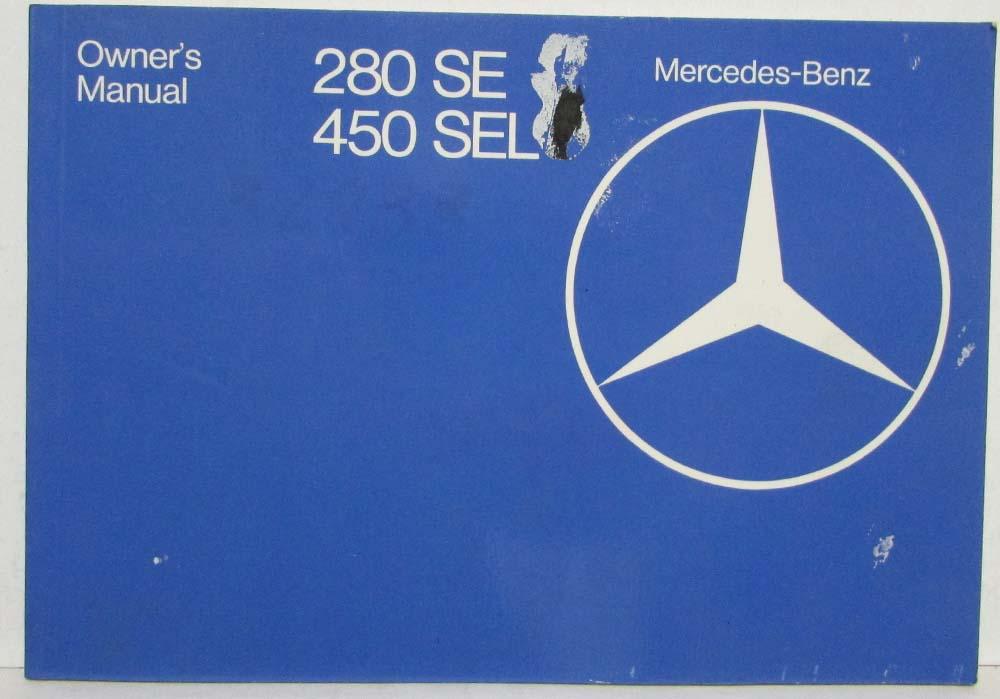 Owner's
Manual
280 SE
450 SEL
Mercedes-Benz